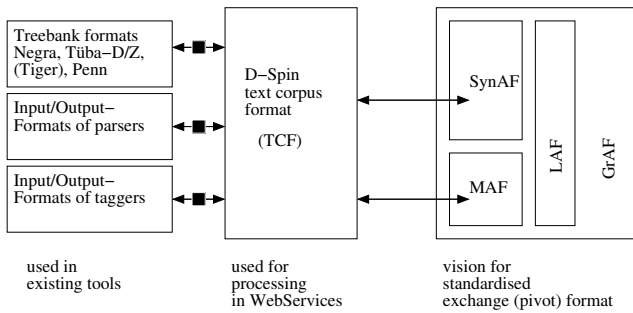 Treebank formats
Negra, Tüba−D/Z,
(Tiger), Penn
Input/Output−
Formats of parsers
Input/Output−
Formats of taggers
D−Spin
text corpus
format
(TCF)
SynAF
MAF
LAF
GrAF
used in
existing tools
used for
processing
in WebServices
vision for
standardised
exchange (pivot) format